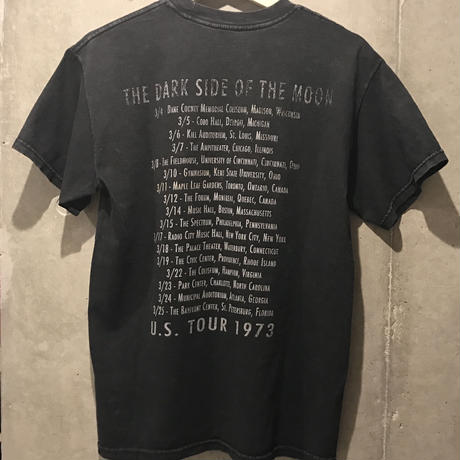 THE DARK SIDE OF THE MOON
3/4 - Dane County Memorial Coliseum, Madison, Wisconsin
3/5 - Cobo Hall, Detroit, Michigan
3/6 - Kiel Auditorium, St. Louis, Missouri
3/7 - The Ampitheater, Chicago, Illinois
3/8 - The Fieldhouse, University of Cincinnati, Cincinnati, Ohio
3/10 - Gymnasium, Kent State University, Ohio
3/11 - Maple Leaf Gardens, Toronto, Ontario, Canada
3/12 - The Forum, Montreal, Quebec, Canada
3/14 - Music Hall, Boston, Massachusetts
3/15 - The Spectrum, Philadelphia, Pennsylvania
3/17 - Radio City Music Hall, New York City, New York
3/18 - The Palace Theater, Waterbury, Connecticut
3/19 - The Civic Center, Providence, Rhode Island
3/22 - The Coliseum, Hampton, Virginia
3/23 - Park Center, Charlotte, North Carolina
3/24 - Municipal Auditorium, Atlanta, Georgia
3/25 - The Bayfront Center, St. Petersburg, Florida
U.S. TOUR 1973